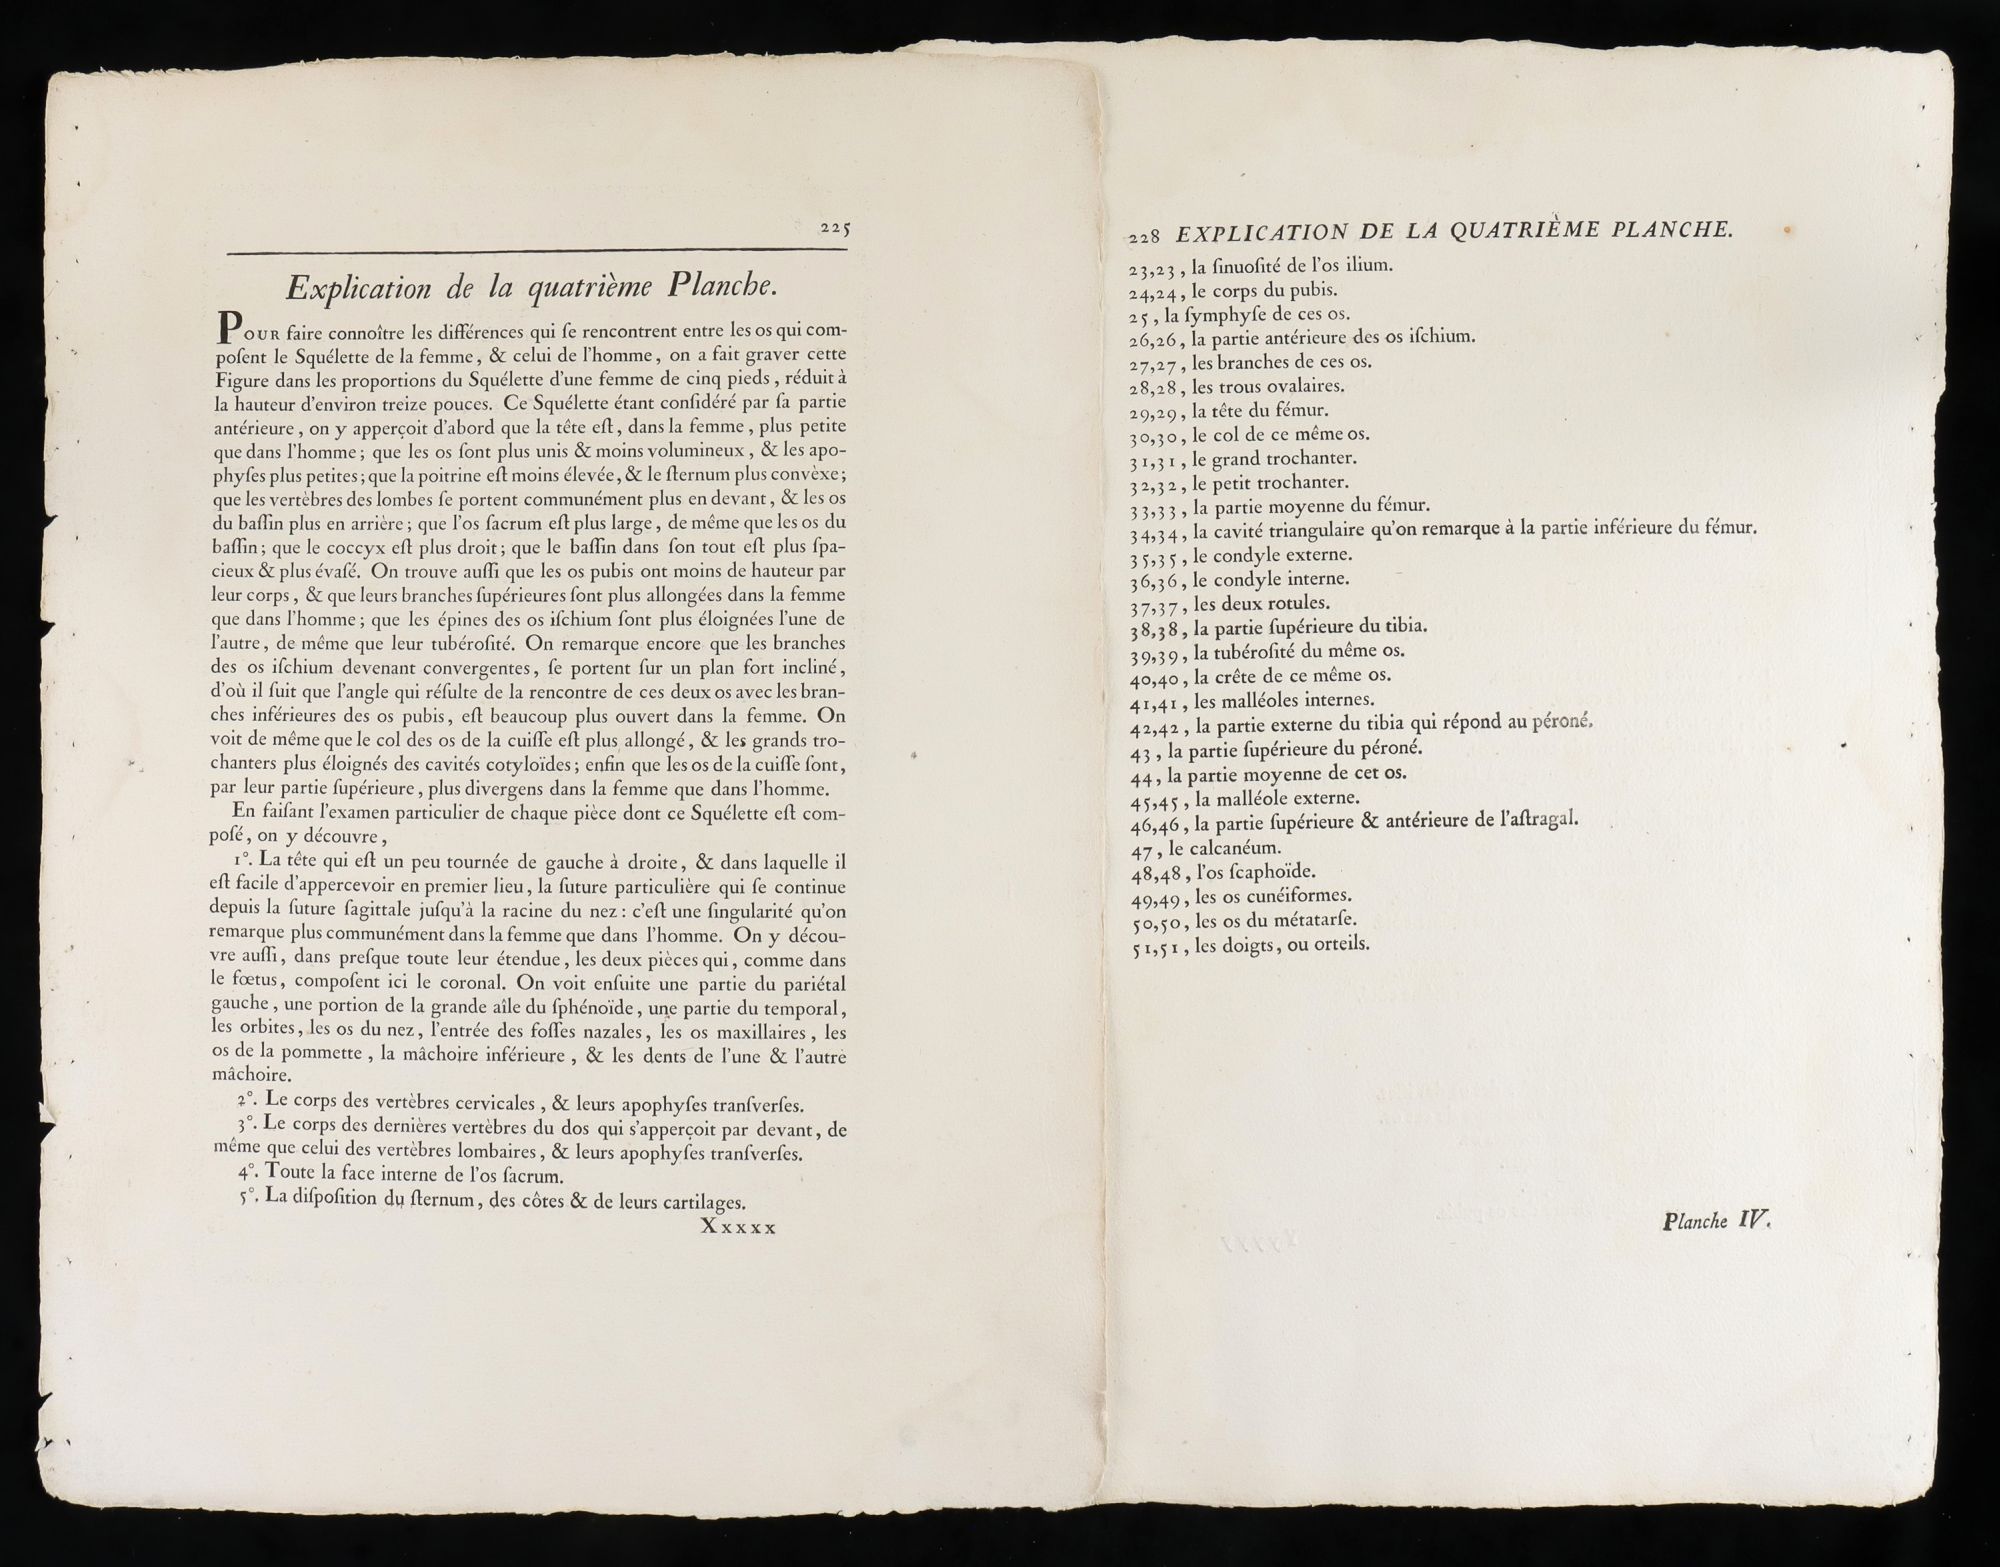 225
Explication de la quatrième Planche.
POUR faire connoître les différences qui ſe rencontrent entre les os qui com-
poſent le Squélette de la femme, & celui de l'homme, on a fait graver cette
Figure dans les proportions du Squélette d'une femme de cinq pieds, réduit à
la hauteur d'environ treize pouces. Ce Squélette étant conſidéré par ſa partie
antérieure, on y apperçoit d'abord que la tête eſt, dans la femme, plus petite
que dans l'homme; que les os ſont plus unis & moins volumineux, & les apo-
phyſes plus petites; que la poitrine eſt moins élevée, & le ſternum plus convèxe;
que les vertèbres des lombes ſe portent communément plus en devant, & les os
du baſſin plus en arrière; que l'os ſacrum eſt plus large, de même que les os du
baſſin; que le coccyx eſt plus droit; que le baſſin dans ſon tout eſt plus ſpa-
cieux & plus évaſé. On trouve auſſi que les os pubis ont moins de hauteur par
leur corps, & que leurs branches ſupérieures ſont plus allongées dans la femme
que dans l'homme; que les épines des os iſchium ſont plus éloignées l'une de
l'autre, de même que leur tubéroſité. On remarque encore que les branches
des os iſchium devenant convergentes, ſe portent ſur un plan fort incliné,
d'où il ſuit que l'angle qui réſulte de la rencontre de ces deux os avec les bran-
ches inférieures des os pubis, eſt beaucoup plus ouvert dans la femme. On
voit de même que le col des os de la cuiſſe eſt plus allongé, & les grands tro-
chanters plus éloignés des cavités cotyloïdes; enfin que les os de la cuiſſe ſont,
par leur partie ſupérieure, plus divergens dans la femme que dans l'homme.
En faiſant l'examen particulier de chaque pièce dont ce Squélette eſt com-
poſé, on y découvre,
1°. La tête qui eſt un peu tournée de gauche à droite, & dans laquelle il
eſt facile d'appercevoir en premier lieu, la ſuture particulière qui ſe continue
depuis la ſuture ſagittale juſqu'à la racine du nez: c'eſt une ſingularité qu'on
remarque plus communément dans la femme que dans l'homme. On y décou-
vre auſſi, dans preſque toute leur étendue, les deux pièces qui, comme dans
le fœtus, compoſent ici le coronal. On voit enſuite une partie du pariétal
gauche, une portion de la grande aîle du ſphénoïde, une partie du temporal,
les orbites, les os du nez, l'entrée des foſſes nazales, les os maxillaires, les
os de la pommette, la mâchoire inférieure, & les dents de l'une & l'autre
mâchoire.
2°. Le corps des vertèbres cervicales, & leurs apophyſes tranſverſes.
3°. Le corps des dernières vertèbres du dos qui s'apperçoit par devant, de
même que celui des vertèbres lombaires, & leurs apophyſes tranſverſes.
4°. Toute la face interne de l'os ſacrum.
5°. La diſpoſition du ſternum, des côtes & de leurs cartilages.
Xxxxx
228 EXPLICATION DE LA QUATRIÈME PLANCHE.
23,23, la ſinuoſité de l'os ilium.
24,24, le corps du pubis.
25, la ſymphyſe de ces os.
26,26, la partie antérieure des os iſchium.
27,27, les branches de ces os.
28,28, les trous ovalaires.
29,29, la tête du fémur.
30,30, le col de ce même os.
31,31, le grand trochanter.
32,32, le petit trochanter.
33,33, la partie moyenne du fémur.
34,34, la cavité triangulaire qu'on remarque à la partie inférieure du fémur.
35,35, le condyle externe.
36,36, le condyle interne.
37,37, les deux rotules.
38,38, la partie ſupérieure du tibia.
39,39, la tubéroſité du même os.
40,40, la crête de ce même os.
41,41, les malléoles internes.
42,42, la partie externe du tibia qui répond au péroné.
43, la partie ſupérieure du péroné.
44, la partie moyenne de cet os.
45,45, la malléole externe.
46,46, la partie ſupérieure & antérieure de l'aſtragal.
47, le calcanéum.
48,48, l'os ſcaphoïde.
49,49, les os cunéiformes.
50,50, les os du métatarſe.
51,51, les doigts, ou orteils.
Planche IV.